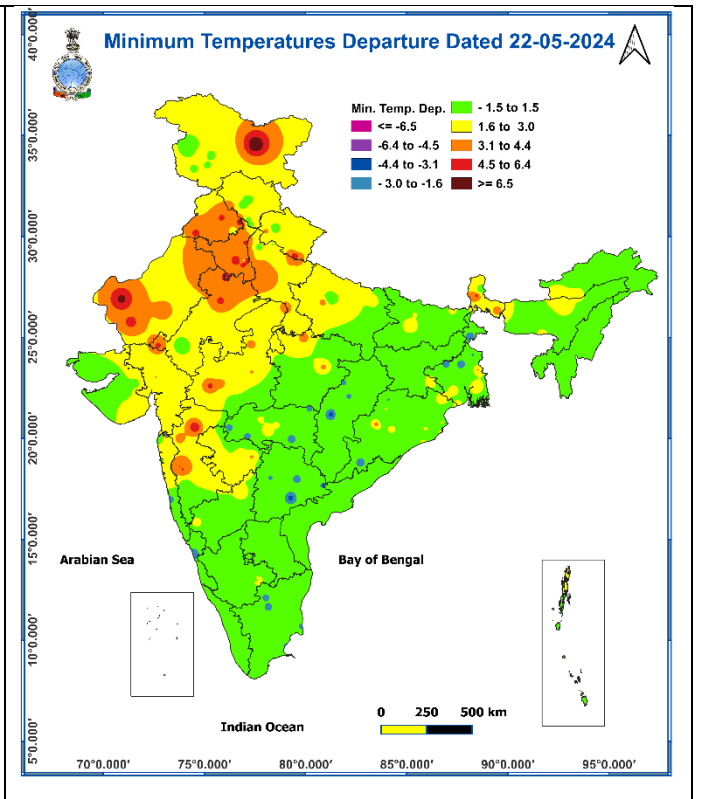 Minimum Temperatures Departure Dated 22-05-2024
Min. Temp. Dep.
<= -6.5
-6.4 to -4.5
-4.4 to -3.1
- 3.0 to -1.6
- 1.5 to 1.5
1.6 to 3.0
3.1 to 4.4
4.5 to 6.4
>= 6.5
40°0.000'
35°0.000'
30°0.000'
25°0.000'
20°0.000'
15°0.000'
10°0.000'
5°0.000'
Arabian Sea
Bay of Bengal
Indian Ocean
0 250 500 km
70°0.000' 75°0.000' 80°0.000' 85°0.000' 90°0.000' 95°0.000'